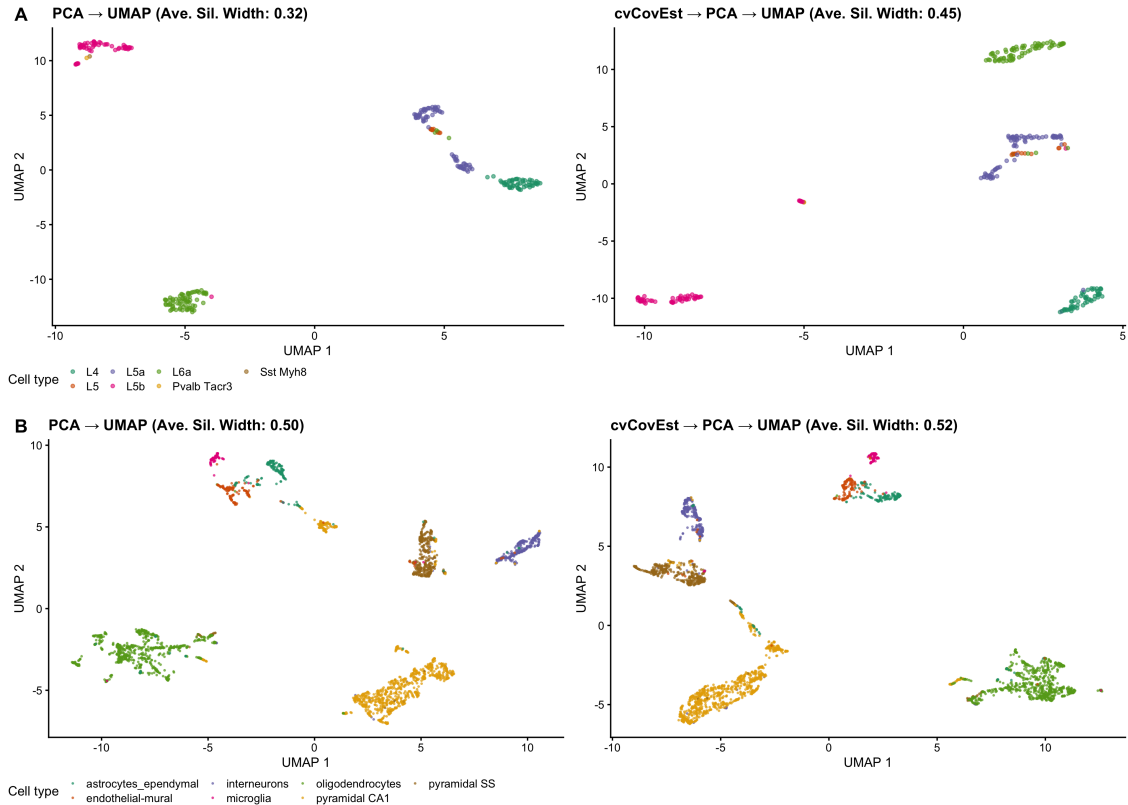 A
PCA → UMAP (Ave. Sil. Width: 0.32)
10
5
0
-5
-10
UMAP 2
-10 -5 0 5
UMAP 1
cvCovEst → PCA → UMAP (Ave. Sil. Width: 0.45)
10
5
0
-5
-10
UMAP 2
-10 -5 0 5
UMAP 1
Cell type
L4 L5a L6a Sst Myh8
L5 L5b Pvalb Tacr3
B
PCA → UMAP (Ave. Sil. Width: 0.50)
10
5
0
-5
UMAP 2
-10 -5 0 5 10
UMAP 1
cvCovEst → PCA → UMAP (Ave. Sil. Width: 0.52)
10
5
0
-5
UMAP 2
-10 -5 0 5 10
UMAP 1
Cell type
astrocytes_ependymal interneurons oligodendrocytes pyramidal SS
endothelial-mural microglia pyramidal CA1